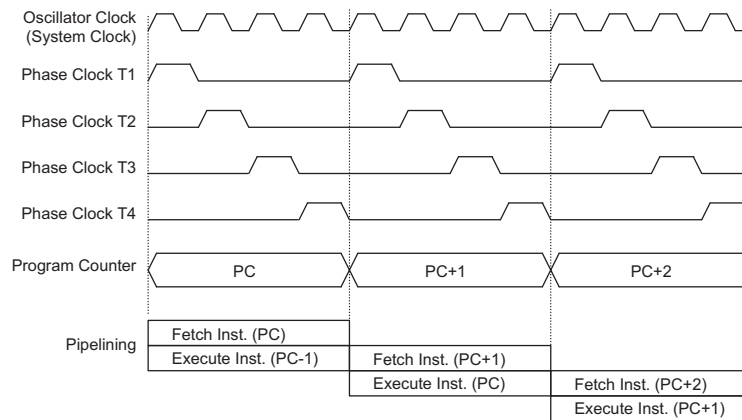 Oscillator Clock
(System Clock)
Phase Clock T1
Phase Clock T2
Phase Clock T3
Phase Clock T4
Program Counter
PC
PC+1
PC+2
Pipelining
Fetch Inst. (PC)
Execute Inst. (PC-1)
Fetch Inst. (PC+1)
Execute Inst. (PC)
Fetch Inst. (PC+2)
Execute Inst. (PC+1)